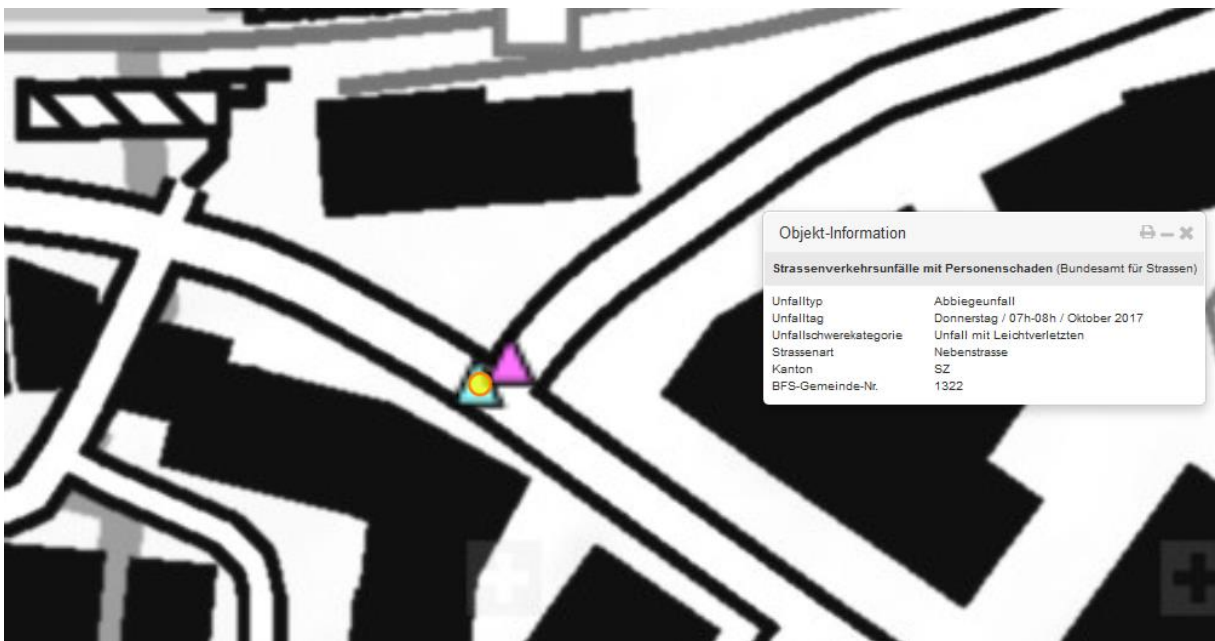 Objekt-Information
Strassenverkehrsunfälle mit Personenschaden (Bundesamt für Strassen)
Unfalltyp Abbiegeunfall
Unfalltag Donnerstag / 07h-08h / Oktober 2017
Unfallschwerekategorie Unfall mit Leichtverletzten
Strassenart Nebenstrasse
Kanton SZ
BFS-Gemeinde-Nr. 1322